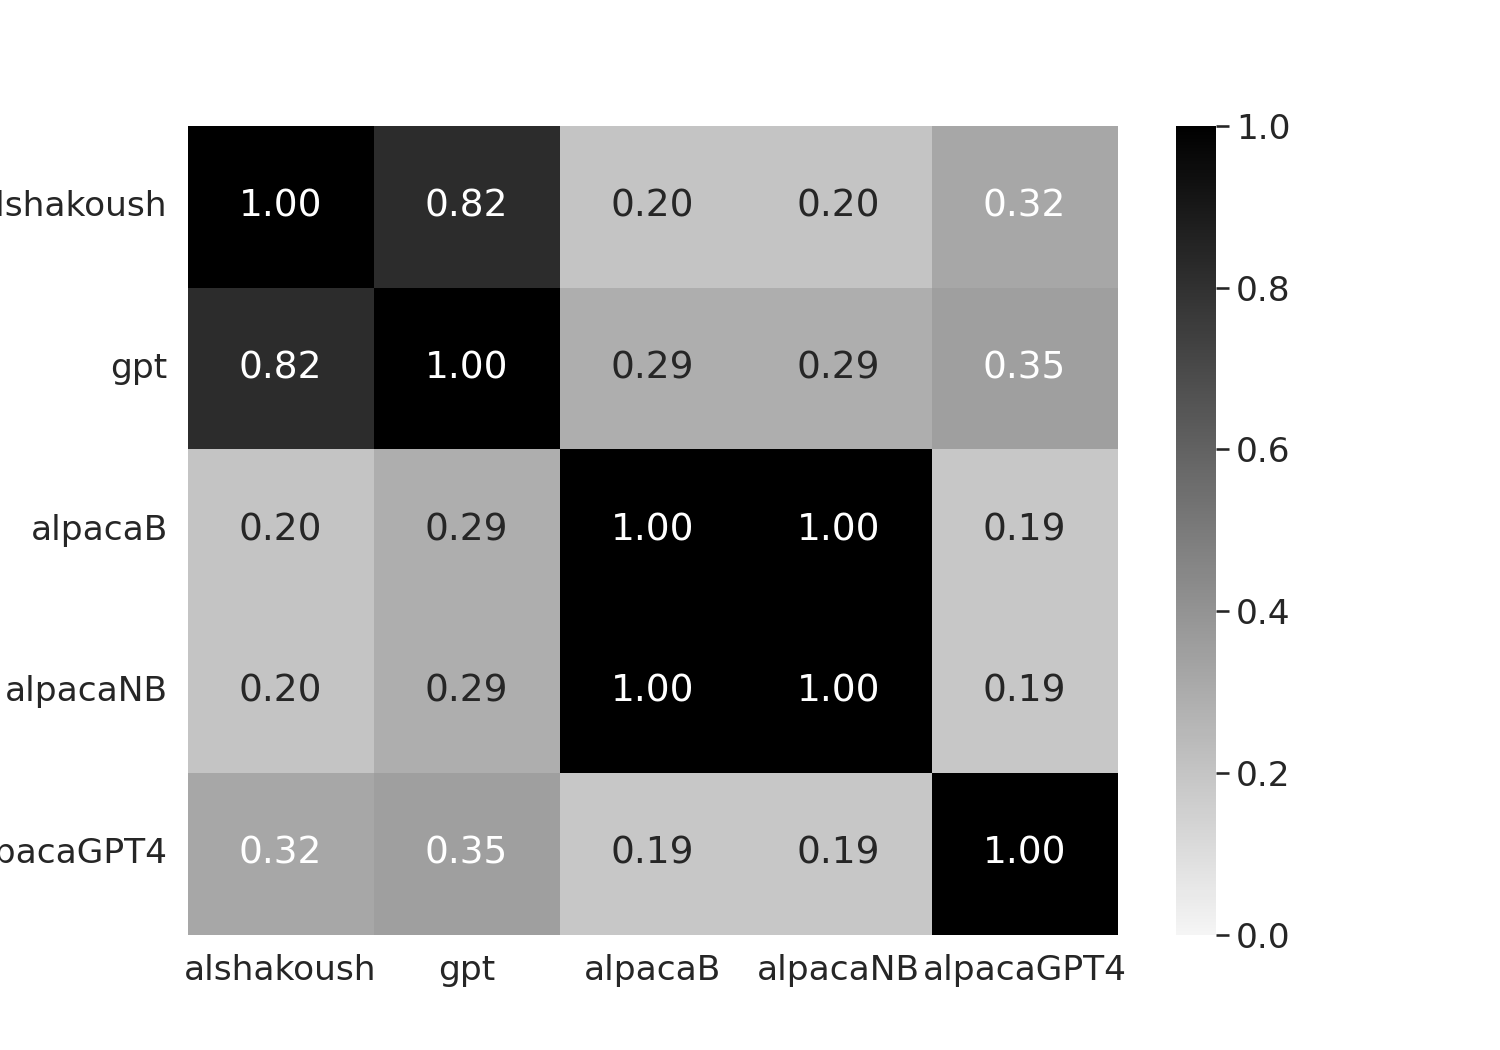 1.0
lshakoush 1.00 0.82 0.20 0.20 0.32
0.8
gpt 0.82 1.00 0.29 0.29 0.35
0.6
alpacaB 0.20 0.29 1.00 1.00 0.19
0.4
alpacaNB 0.20 0.29 1.00 1.00 0.19
0.2
pacaGPT4 0.32 0.35 0.19 0.19 1.00
0.0
alshakoush gpt alpacaB alpacaNB alpacaGPT4